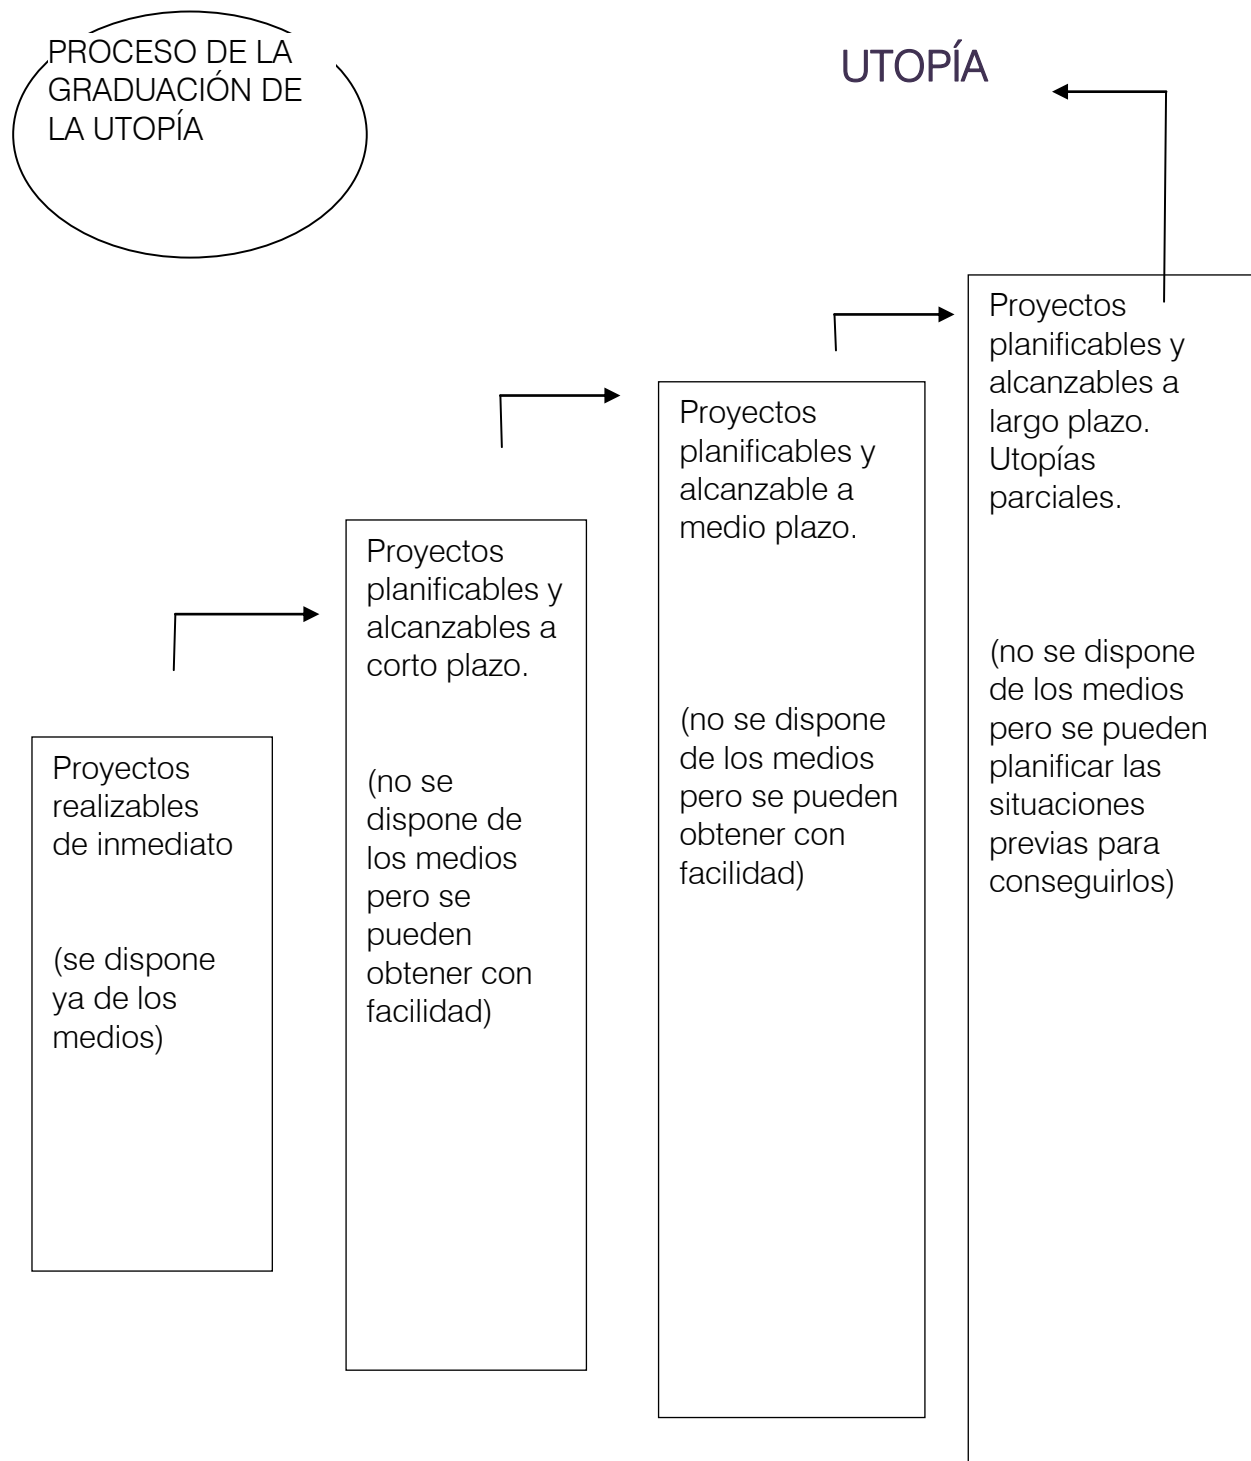 PROCESO DE LA
GRADUACIÓN DE
LA UTOPÍA
UTOPÍA
Proyectos
realizables
de inmediato
(se dispone
ya de los
medios)
Proyectos
planificables y
alcanzables a
corto plazo.
(no se
dispone de
los medios
pero se
pueden
obtener con
facilidad)
Proyectos
planificables y
alcanzable a
medio plazo.
(no se dispone
de los medios
pero se pueden
obtener con
facilidad)
Proyectos
planificables y
alcanzables a
largo plazo.
Utopías
parciales.
(no se dispone
de los medios
pero se pueden
planificar las
situaciones
previas para
conseguirlos)